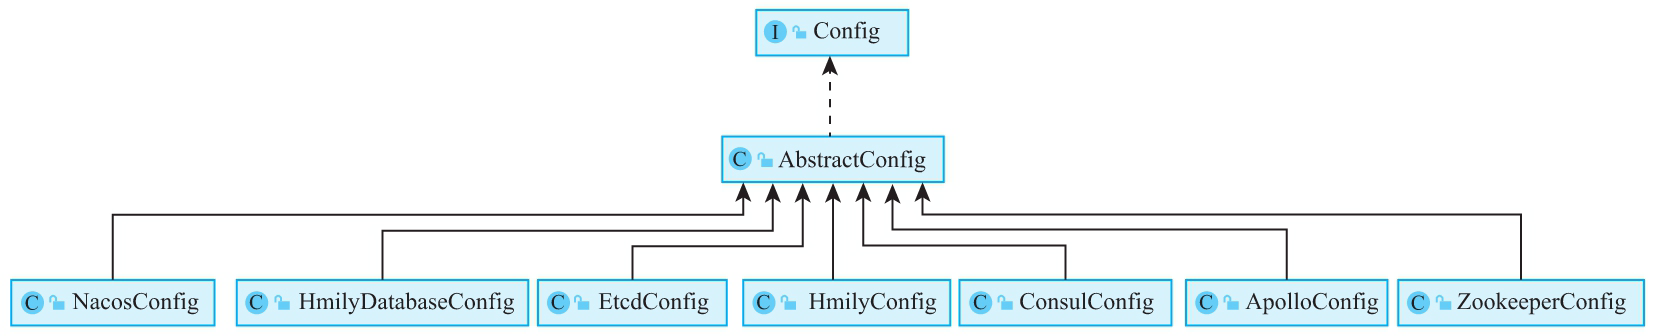 I Config
C AbstractConfig
C NacosConfig
C HmilyDatabaseConfig
C EtcdConfig
C HmilyConfig
C ConsulConfig
C ApolloConfig
C ZookeeperConfig